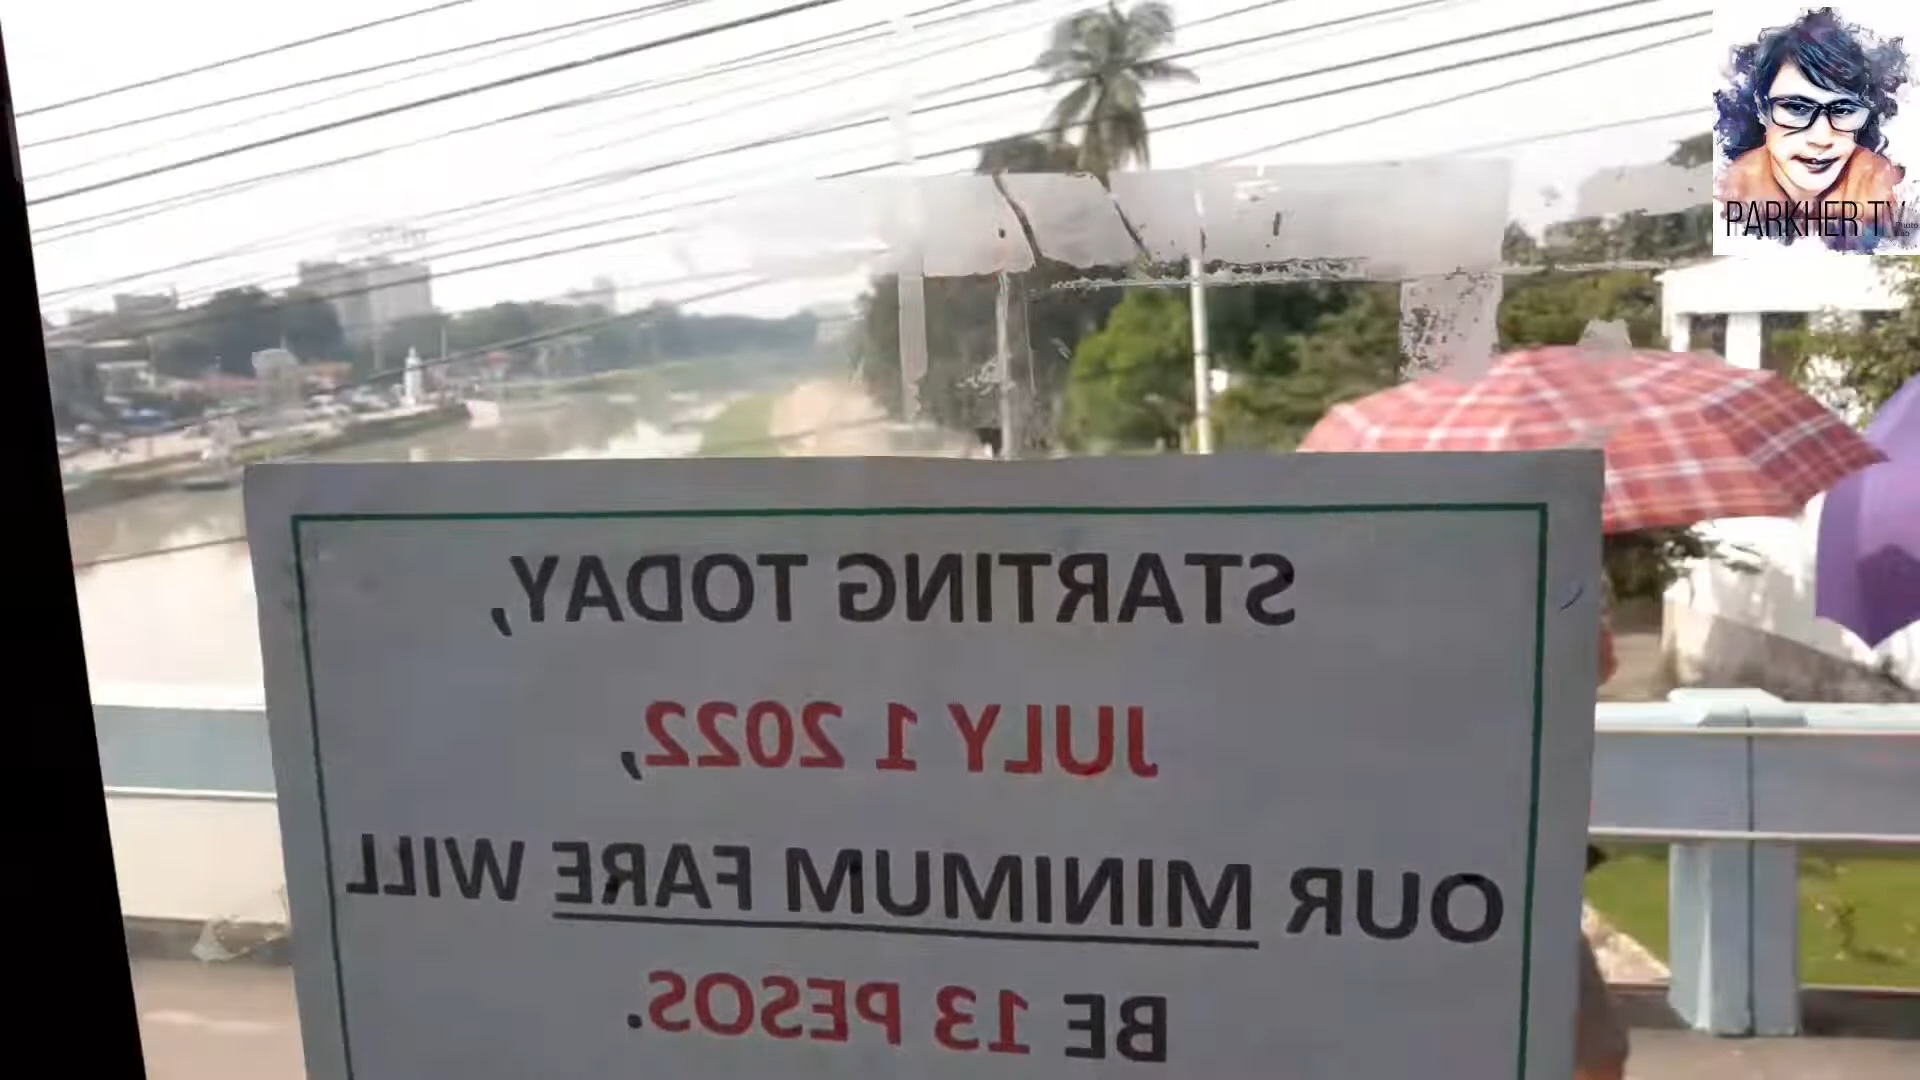 PARKHER TV
STARTING TODAY,
JULY 1 2022,
OUR MINIMUM FARE WILL
BE 13 PESOS.